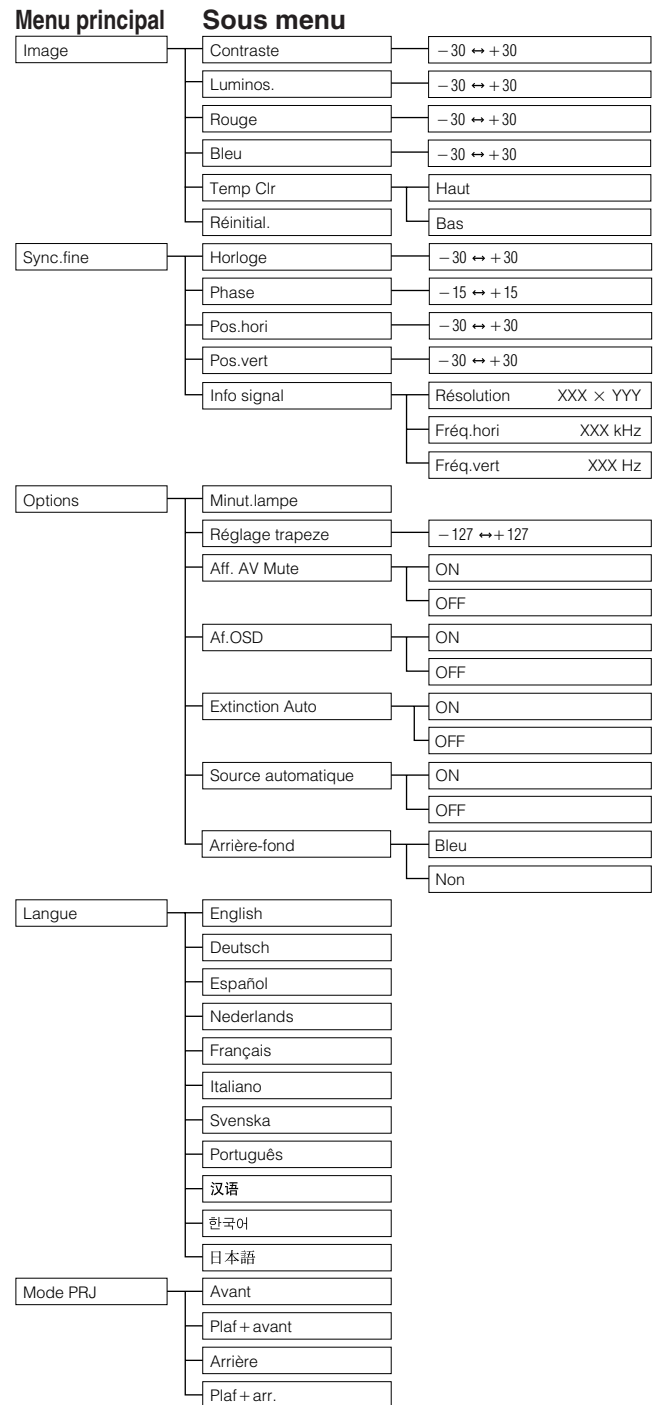 Menu principal Sous menu
Image Contraste −30 ↔ +30
Luminos. −30 ↔ +30
Rouge −30 ↔ +30
Bleu −30 ↔ +30
Temp Clr Haut
Réinitial. Bas
Sync.fine Horloge −30 ↔ +30
Phase −15 ↔ +15
Pos.hori −30 ↔ +30
Pos.vert −30 ↔ +30
Info signal Résolution XXX × YYY
Fréq.hori XXX kHz
Fréq.vert XXX Hz
Options Minut.lampe
Réglage trapeze −127 ↔+127
Aff. AV Mute ON
OFF
Af.OSD ON
OFF
Extinction Auto ON
OFF
Source automatique ON
OFF
Arrière-fond Bleu
Non
Langue English
Deutsch
Español
Nederlands
Français
Italiano
Svenska
Português
汉语
한국어
日本語
Mode PRJ Avant
Plaf+avant
Arrière
Plaf+arr.